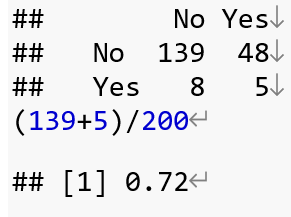 ##          No Yes↓
##   No  139  48↓
##   Yes   8   5↓
(139+5)/200↵
## [1] 0.72↵